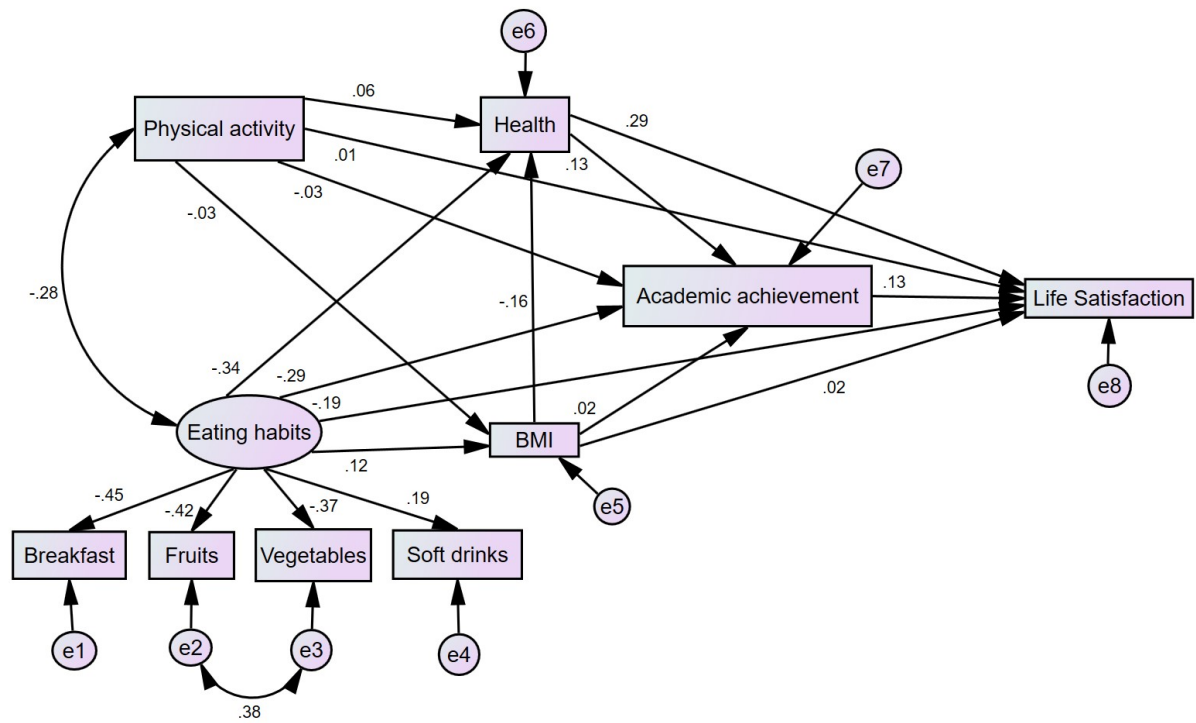 e6
.06
Physical activity
Health
.29
.01
.13
e7
-.03
-.03
-.28
-.16
Academic achievement
.13
Life Satisfaction
-.34
-.29
-.19
.02
.02
e8
Eating habits
BMI
.12
e5
-.45
-.42
-.37
.19
Breakfast
Fruits
Vegetables
Soft drinks
e1
e2
e3
e4
.38